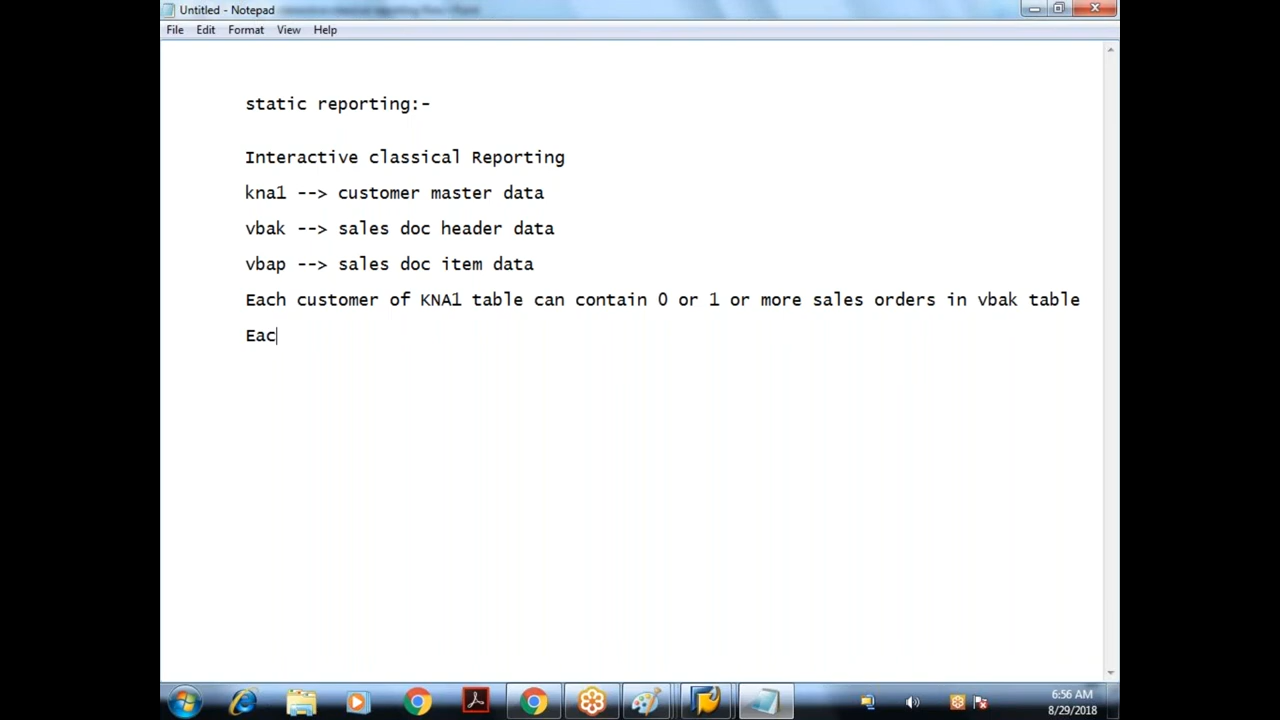 Untitled - Notepad
File Edit Format View Help
static reporting:-
Interactive classical Reporting
kna1 --> customer master data
vbak --> sales doc header data
vbap --> sales doc item data
Each customer of KNA1 table can contain 0 or 1 or more sales orders in vbak table
Eac
6:56 AM
8/29/2018